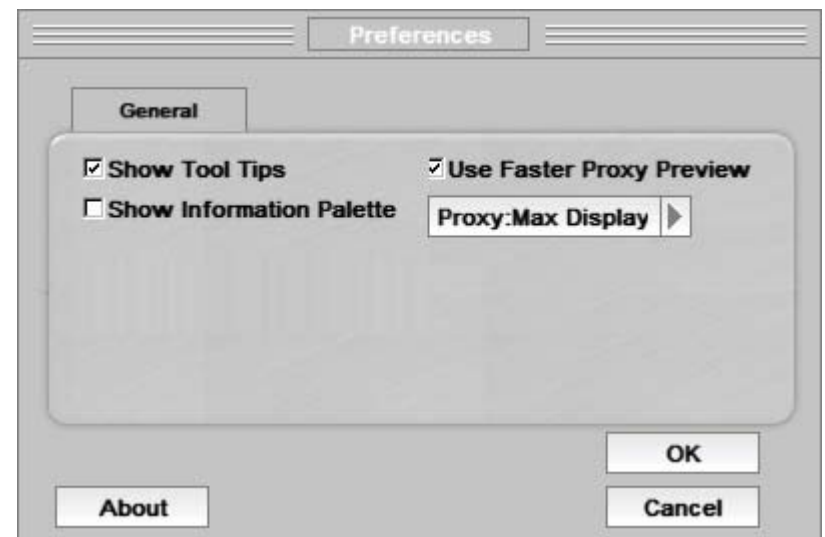 Preferences
General
Show Tool Tips
Use Faster Proxy Preview
Show Information Palette
Proxy:Max Display
OK
About
Cancel